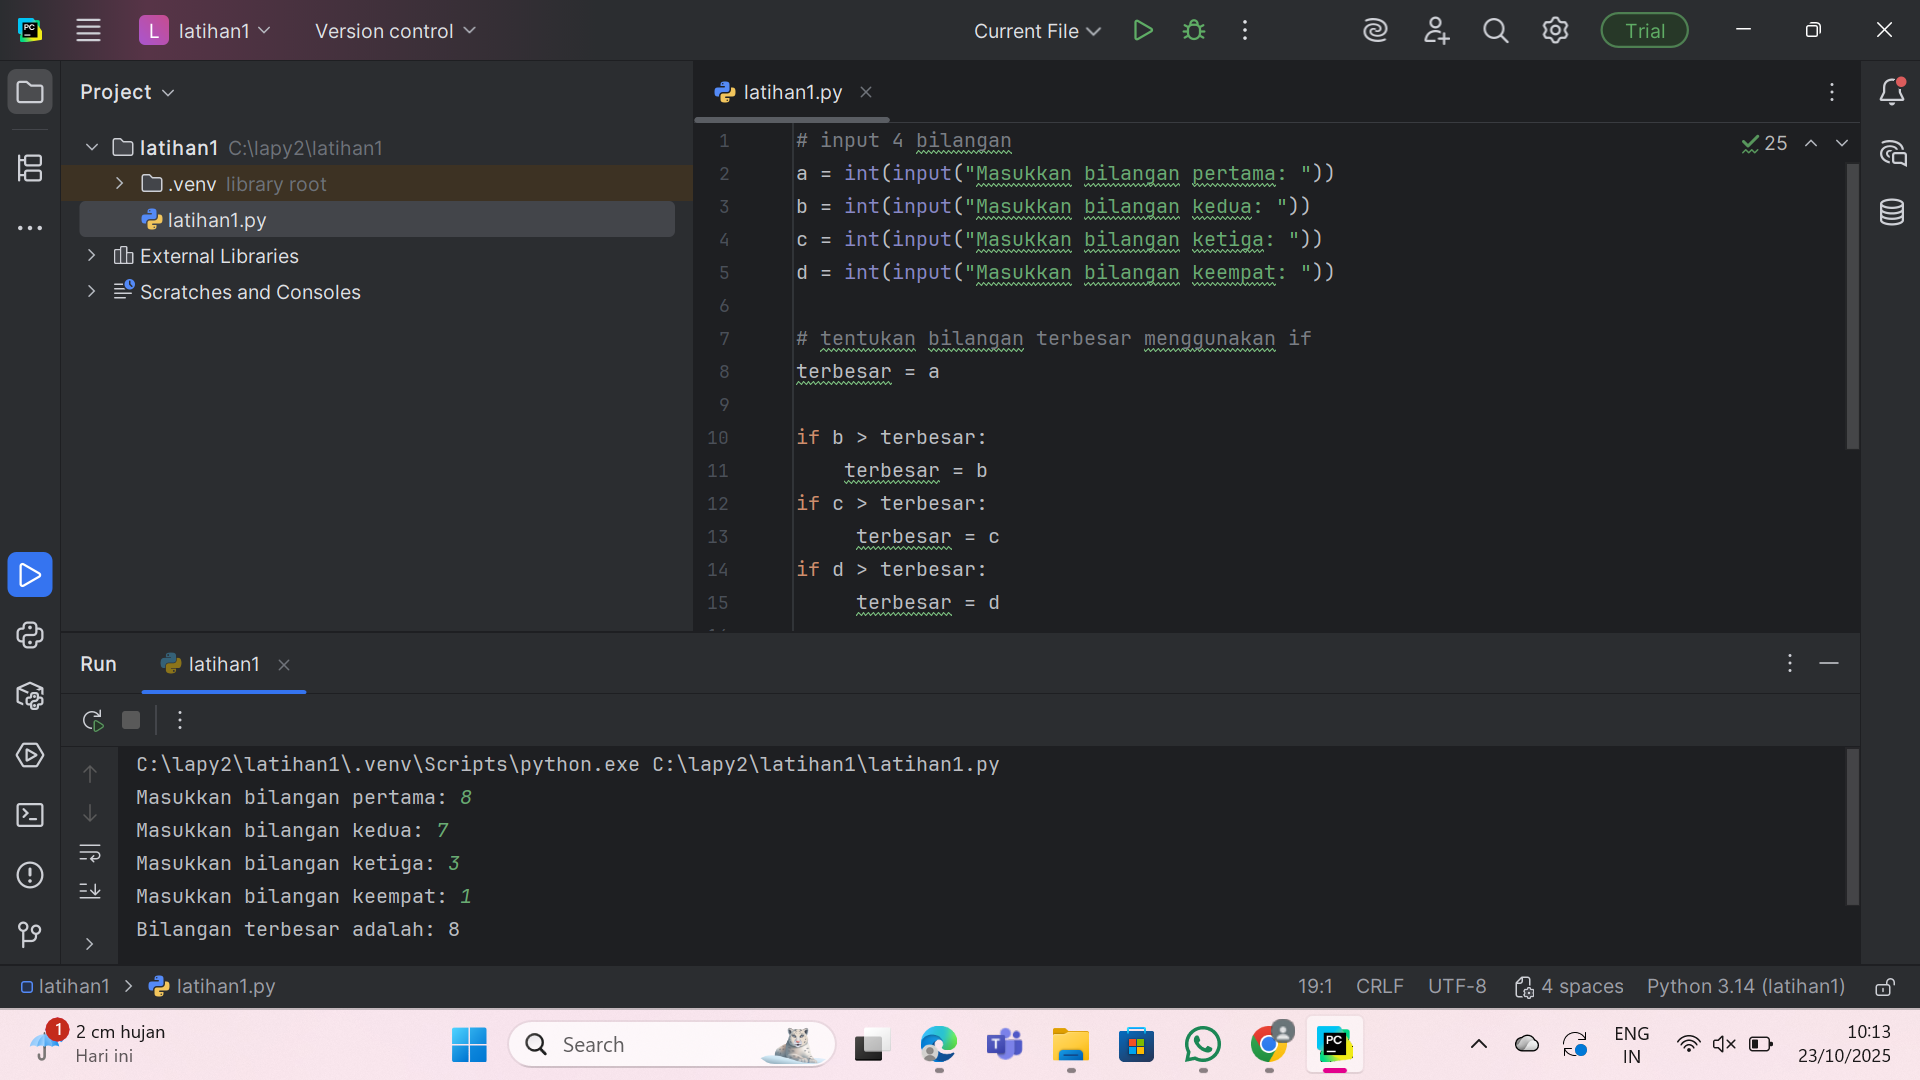 PC
L latihan1
Version control
Current File
Trial
Project
latihan1 C:\lapy2\latihan1
.venv library root
latihan1.py
External Libraries
Scratches and Consoles
latihan1.py
25
1 # input 4 bilangan
2 a = int(input("Masukkan bilangan pertama: "))
3 b = int(input("Masukkan bilangan kedua: "))
4 c = int(input("Masukkan bilangan ketiga: "))
5 d = int(input("Masukkan bilangan keempat: "))
6
7 # tentukan bilangan terbesar menggunakan if
8 terbesar = a
9
10 if b > terbesar:
11     terbesar = b
12 if c > terbesar:
13      terbesar = c
14 if d > terbesar:
15      terbesar = d
Run
latihan1
C:\lapy2\latihan1\.venv\Scripts\python.exe C:\lapy2\latihan1\latihan1.py
Masukkan bilangan pertama: 8
Masukkan bilangan kedua: 7
Masukkan bilangan ketiga: 3
Masukkan bilangan keempat: 1
Bilangan terbesar adalah: 8
latihan1 > latihan1.py
19:1 CRLF UTF-8 4 spaces Python 3.14 (latihan1)
1
2 cm hujan
Hari ini
Search
T
PC
ENG
IN
10:13
23/10/2025